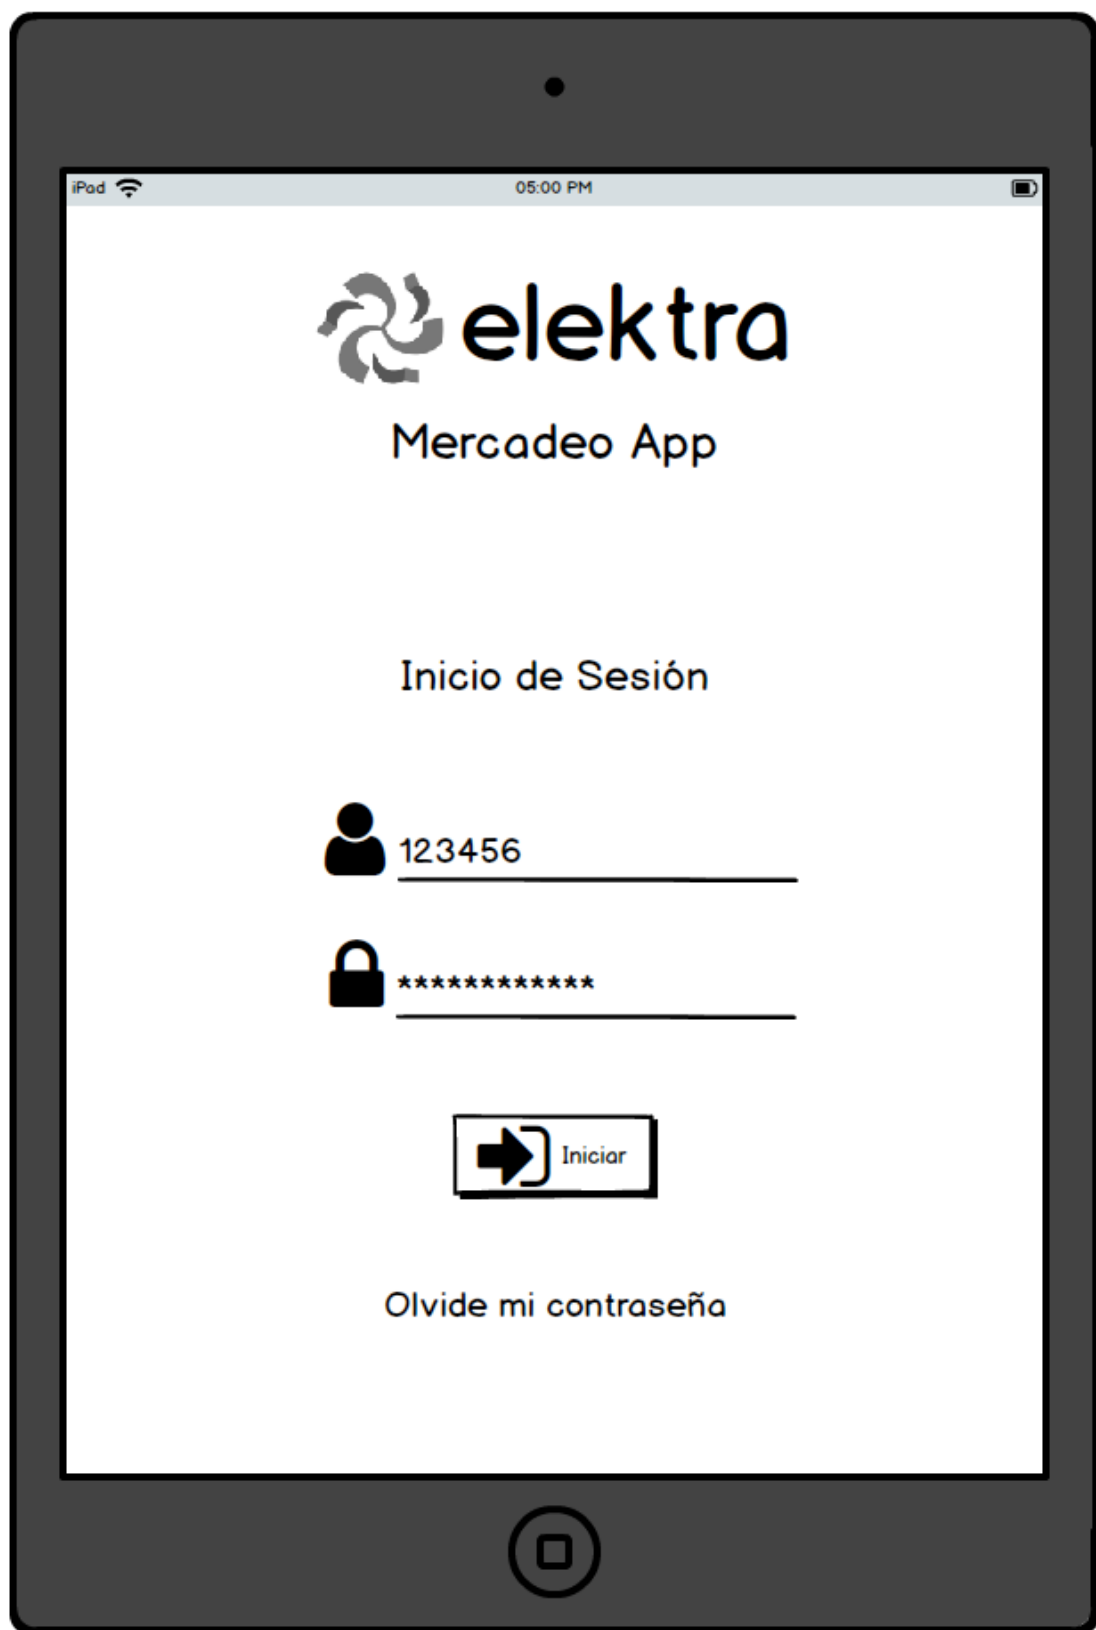 iPad 05:00 PM
elektra
Mercadeo App
Inicio de Sesión
123456
************
Iniciar
Olvide mi contraseña